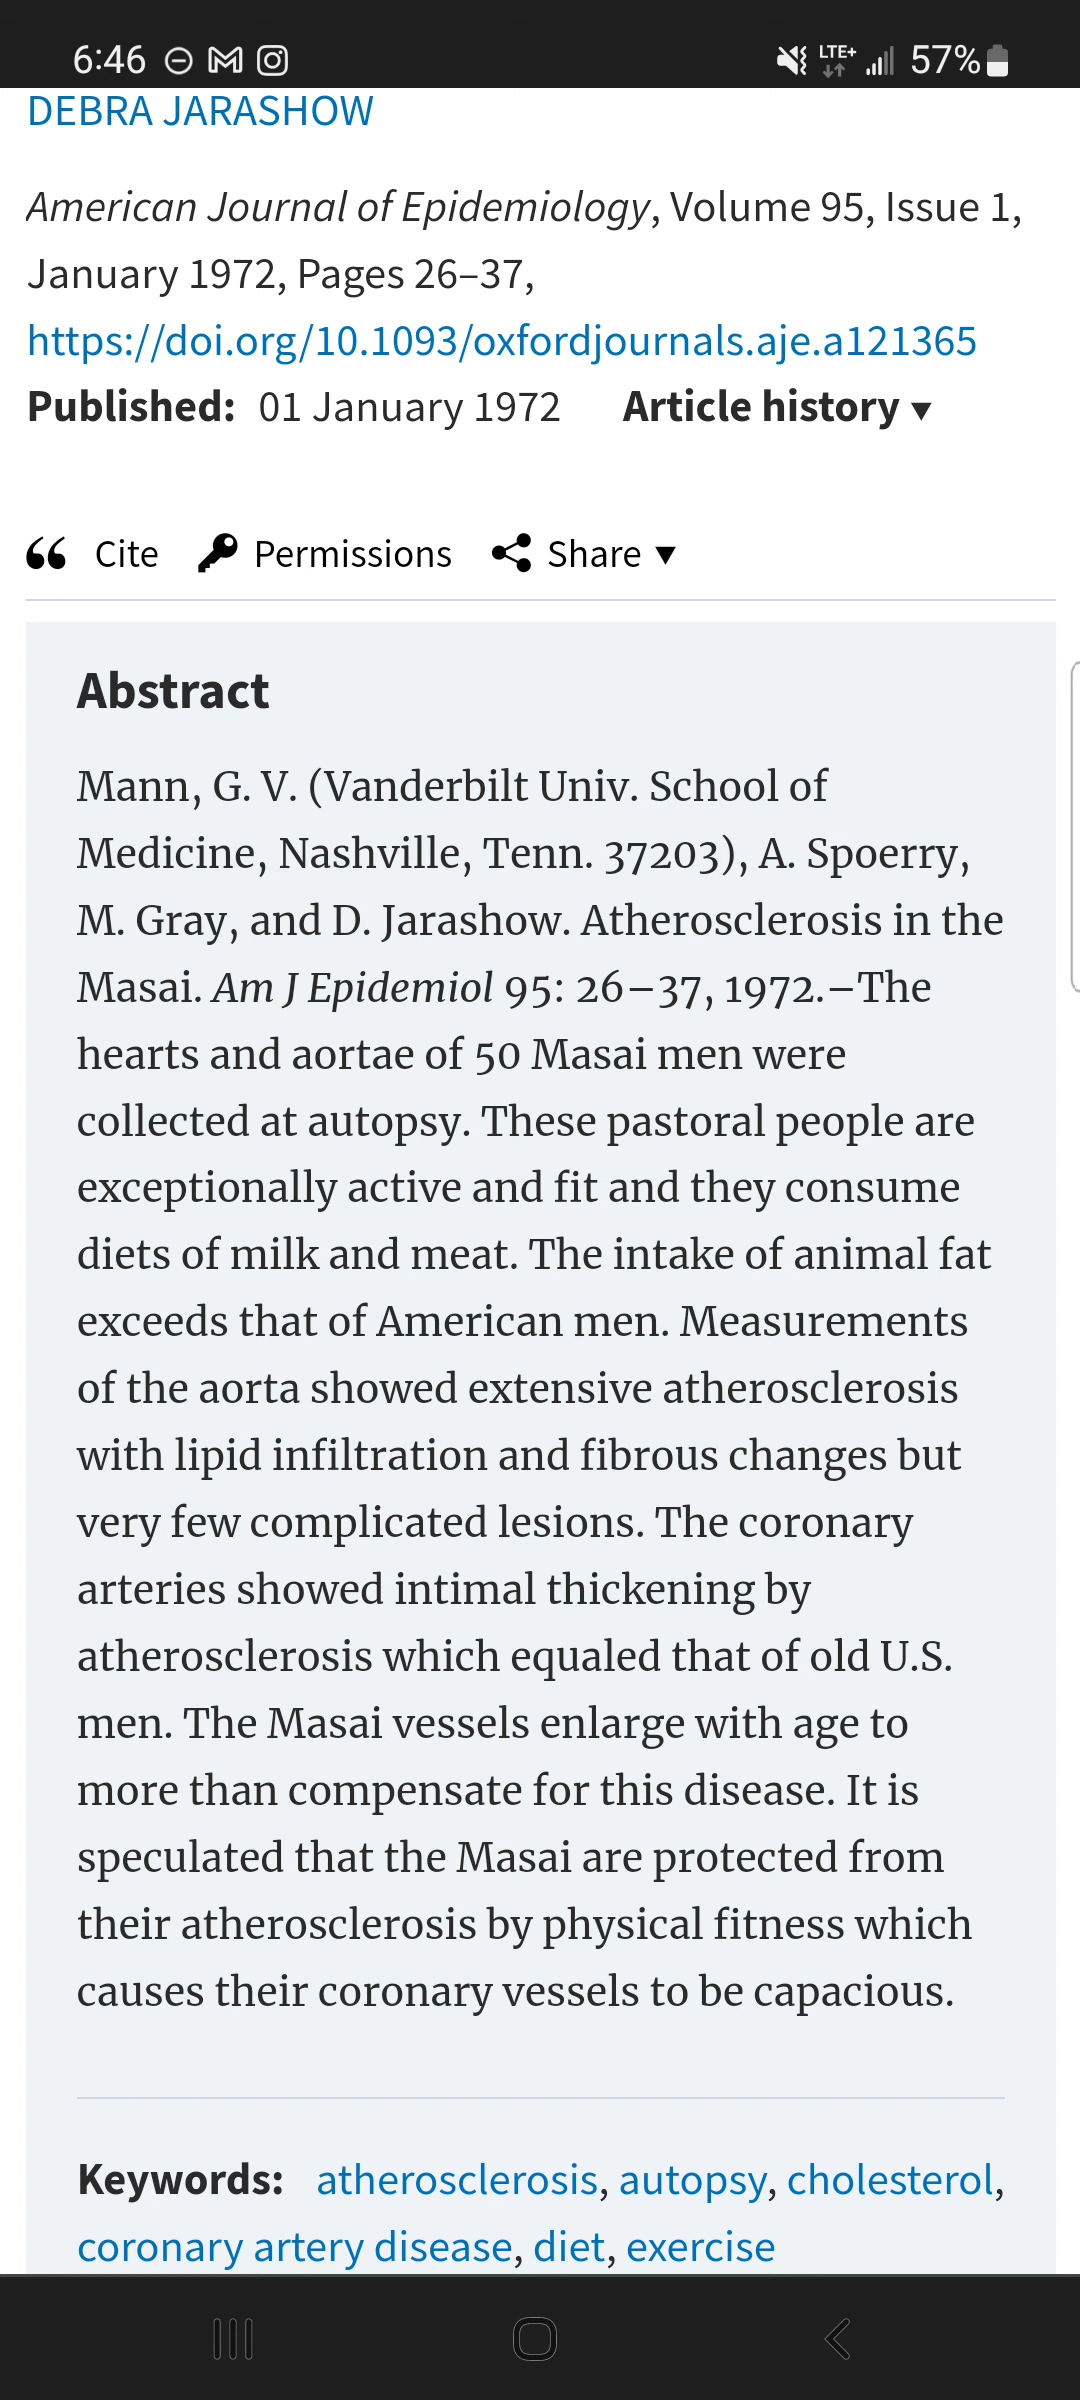 6:46 LTE+ 57%
DEBRA JARASHOW
American Journal of Epidemiology, Volume 95, Issue 1,
January 1972, Pages 26–37,
https://doi.org/10.1093/oxfordjournals.aje.a121365
Published: 01 January 1972 Article history ▼
Cite Permissions Share ▼
Abstract
Mann, G. V. (Vanderbilt Univ. School of
Medicine, Nashville, Tenn. 37203), A. Spoerry,
M. Gray, and D. Jarashow. Atherosclerosis in the
Masai. Am J Epidemiol 95: 26–37, 1972.–The
hearts and aortae of 50 Masai men were
collected at autopsy. These pastoral people are
exceptionally active and fit and they consume
diets of milk and meat. The intake of animal fat
exceeds that of American men. Measurements
of the aorta showed extensive atherosclerosis
with lipid infiltration and fibrous changes but
very few complicated lesions. The coronary
arteries showed intimal thickening by
atherosclerosis which equaled that of old U.S.
men. The Masai vessels enlarge with age to
more than compensate for this disease. It is
speculated that the Masai are protected from
their atherosclerosis by physical fitness which
causes their coronary vessels to be capacious.
Keywords: atherosclerosis, autopsy, cholesterol,
coronary artery disease, diet, exercise